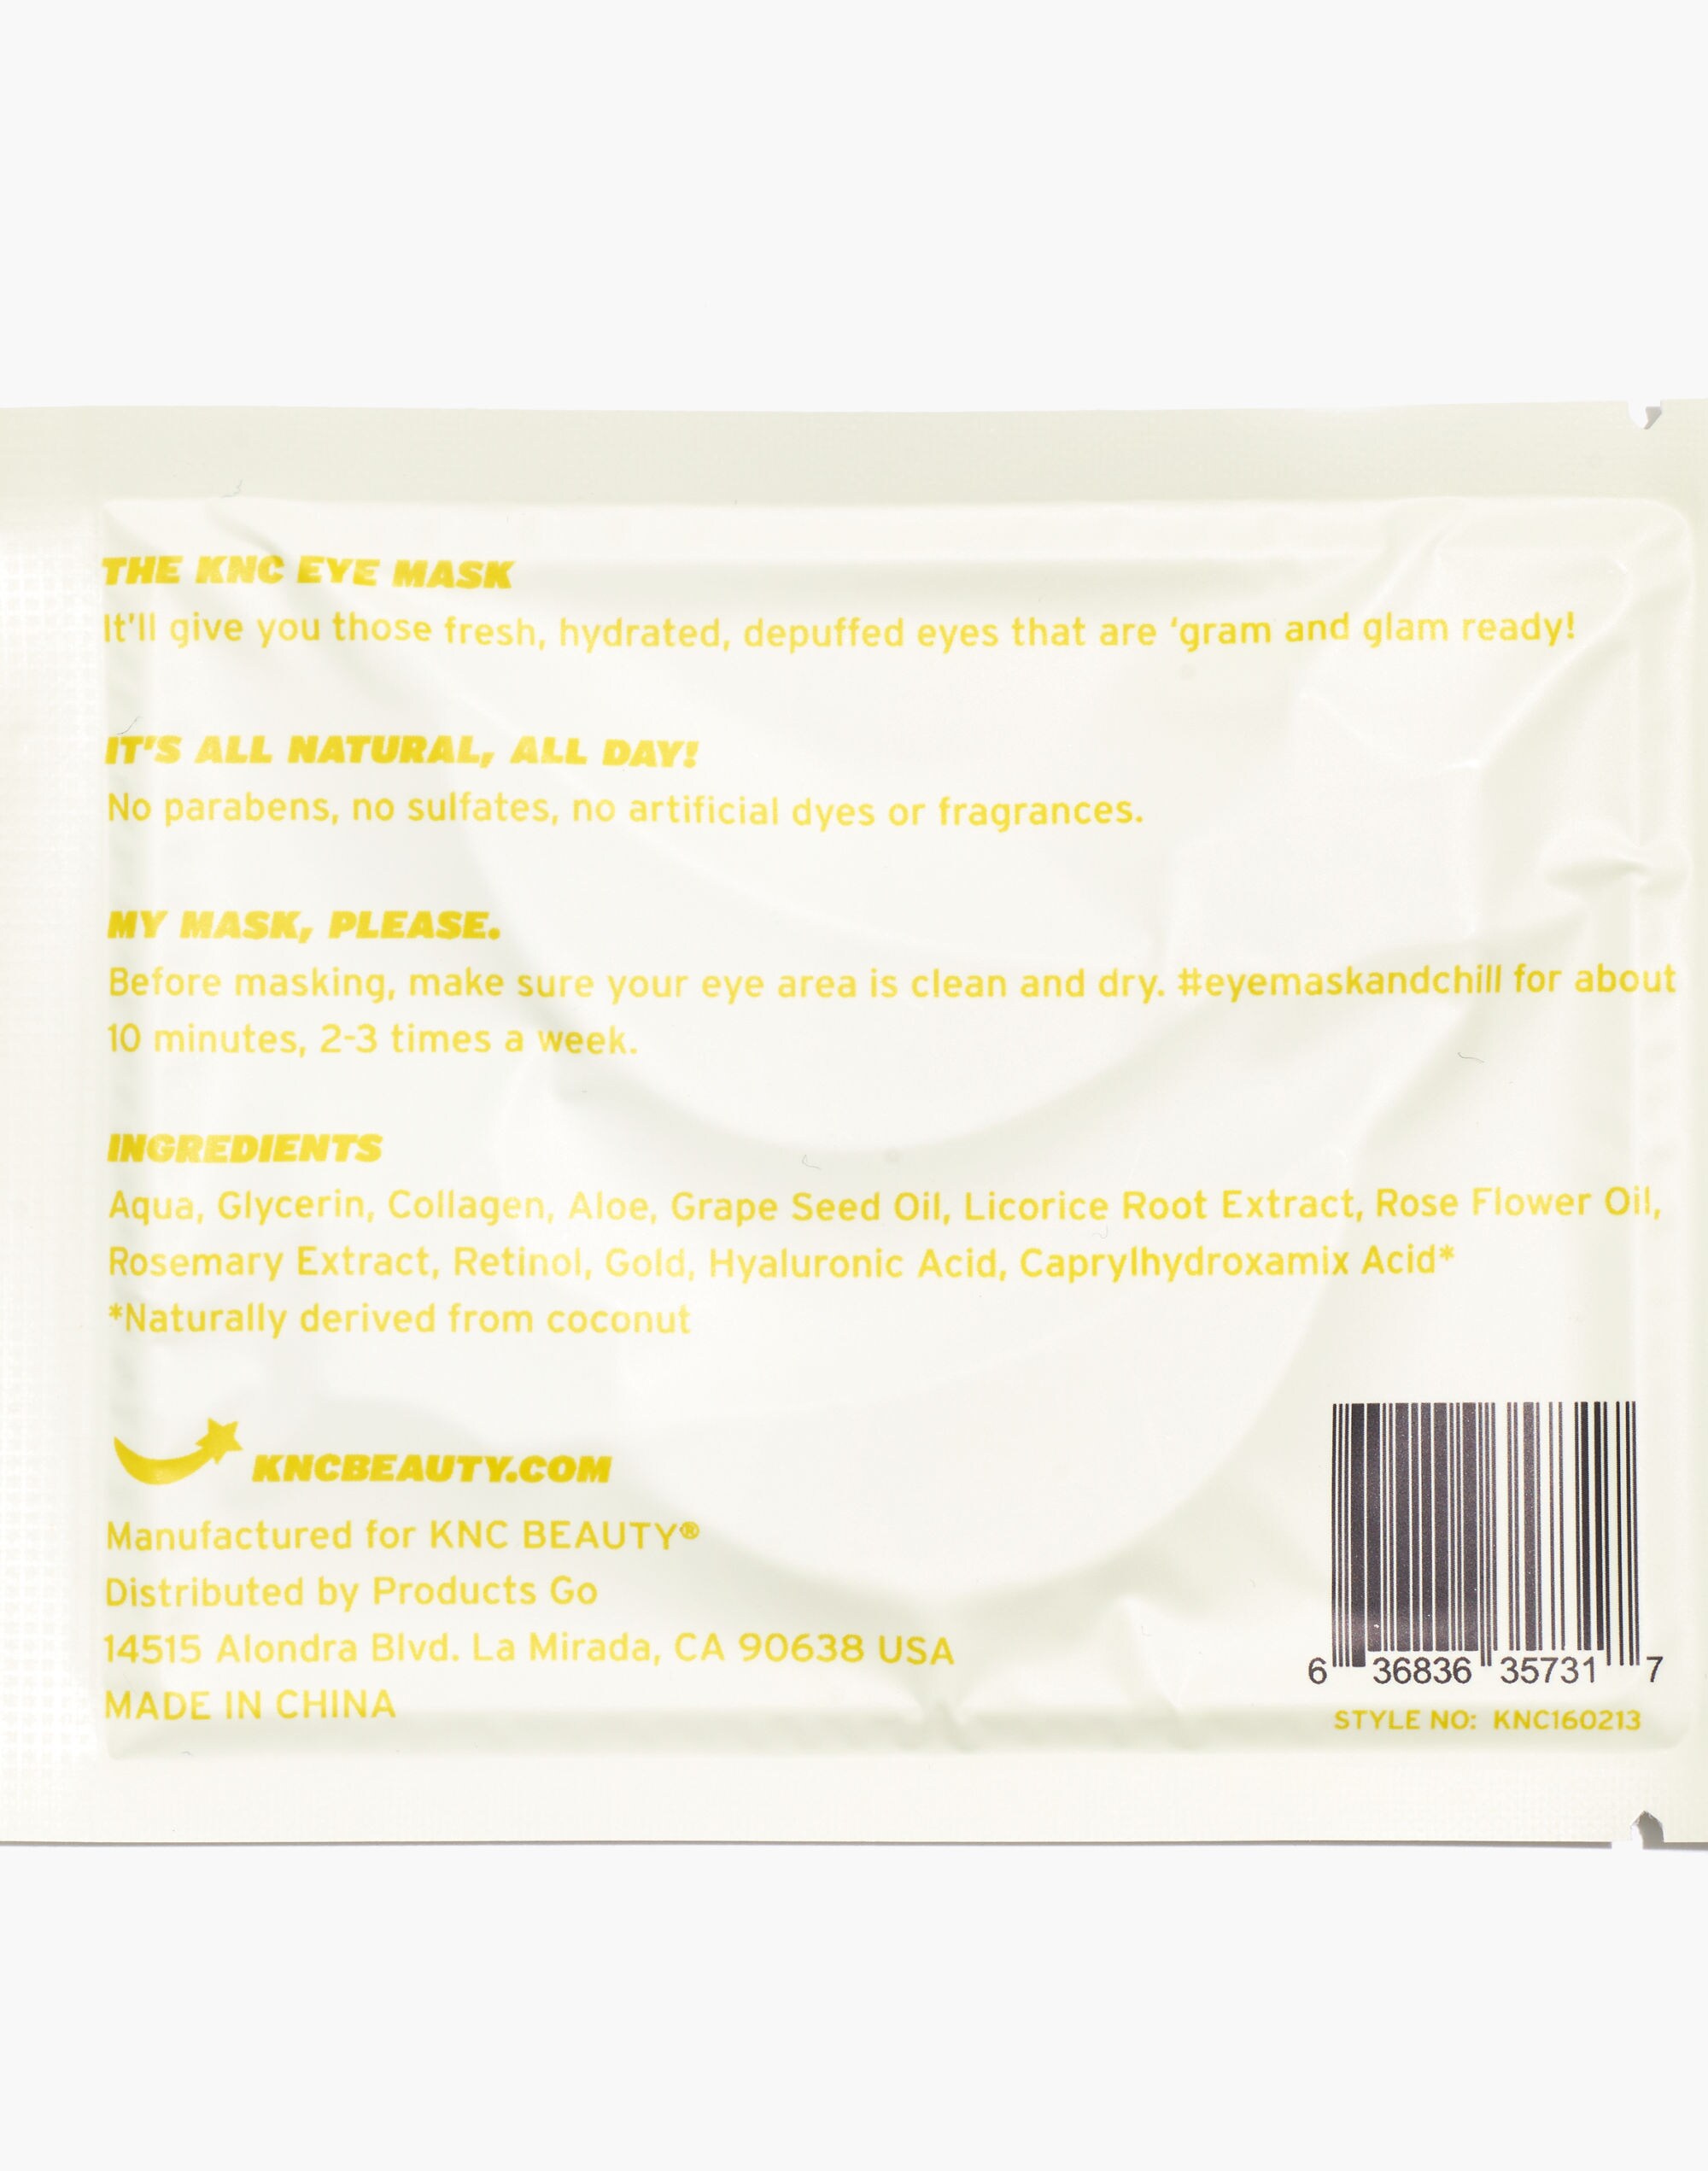 THE KNC EYE MASK
It'll give you those fresh, hydrated, depuffed eyes that are ‘gram and glam ready!
IT'S ALL NATURAL, ALL DAY!
No parabens, no sulfates, no artificial dyes or fragrances.
MY MASK, PLEASE.
Before masking, make sure your eye area is clean and dry. #eyemaskandchill for about
10 minutes, 2-3 times a week.
INGREDIENTS
Aqua, Glycerin, Collagen, Aloe, Grape Seed Oil, Licorice Root Extract, Rose Flower Oil,
Rosemary Extract, Retinol, Gold, Hyaluronic Acid, Caprylhydroxamix Acid*
*Naturally derived from coconut
KNCBEAUTY.COM
Manufactured for KNC BEAUTY®
Distributed by Products Go
14515 Alondra Blvd. La Mirada, CA 90638 USA
MADE IN CHINA
6 36836 35731 7
STYLE NO: KNC160213